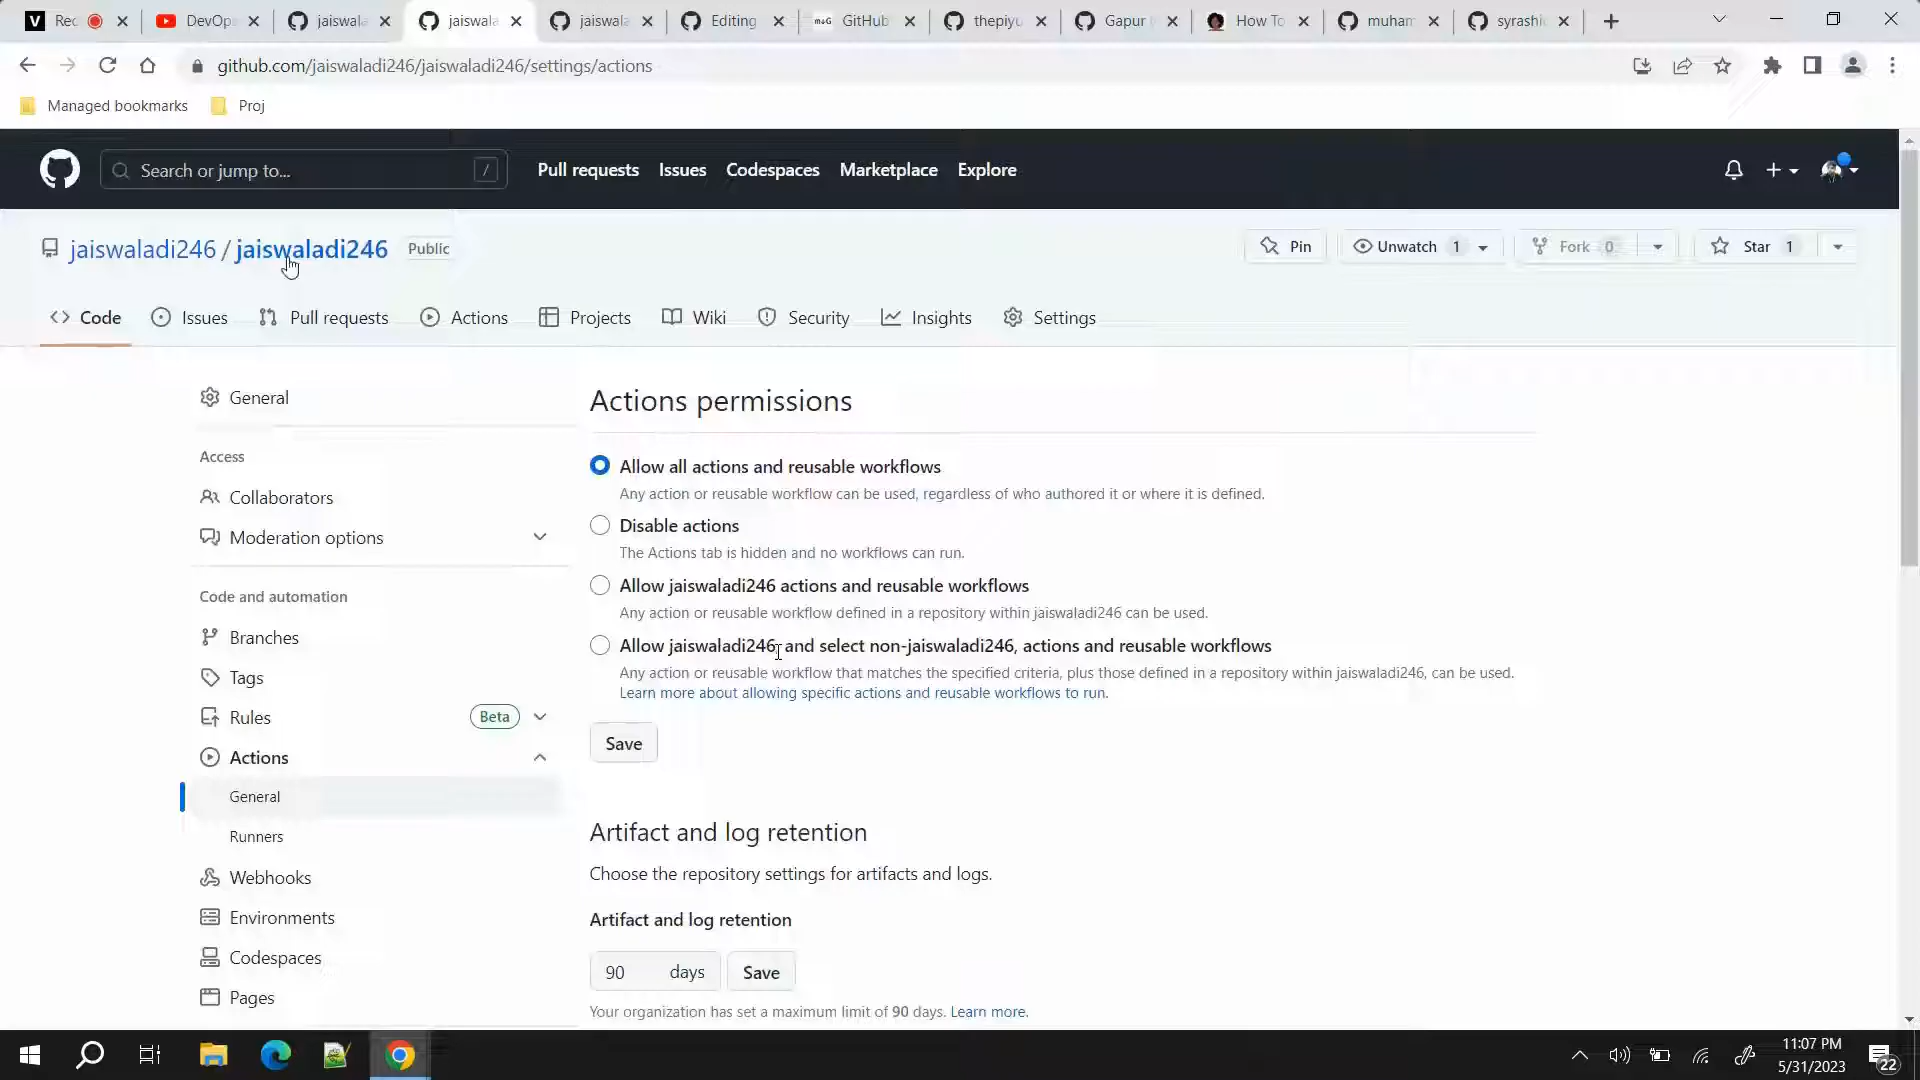 Rec
DevOp
jaiswala
jaiswala
jaiswala
Editing
GitHub
thepiyu
Gapur
How To
muham
syrashi
github.com/jaiswaladi246/jaiswaladi246/settings/actions
Managed bookmarks
Proj
Search or jump to...
/
Pull requests
Issues
Codespaces
Marketplace
Explore
jaiswaladi246 / jaiswaladi246
Public
Pin
Unwatch 1
Fork 0
Star 1
Code
Issues
Pull requests
Actions
Projects
Wiki
Security
Insights
Settings
General
Access
Collaborators
Moderation options
Code and automation
Branches
Tags
Rules
Beta
Actions
General
Runners
Webhooks
Environments
Codespaces
Pages
Actions permissions
Allow all actions and reusable workflows
Any action or reusable workflow can be used, regardless of who authored it or where it is defined.
Disable actions
The Actions tab is hidden and no workflows can run.
Allow jaiswaladi246 actions and reusable workflows
Any action or reusable workflow defined in a repository within jaiswaladi246 can be used.
Allow jaiswaladi246, and select non-jaiswaladi246, actions and reusable workflows
Any action or reusable workflow that matches the specified criteria, plus those defined in a repository within jaiswaladi246, can be used.
Learn more about allowing specific actions and reusable workflows to run.
Save
Artifact and log retention
Choose the repository settings for artifacts and logs.
Artifact and log retention
90 days
Save
Your organization has set a maximum limit of 90 days. Learn more.
11:07 PM
5/31/2023
22